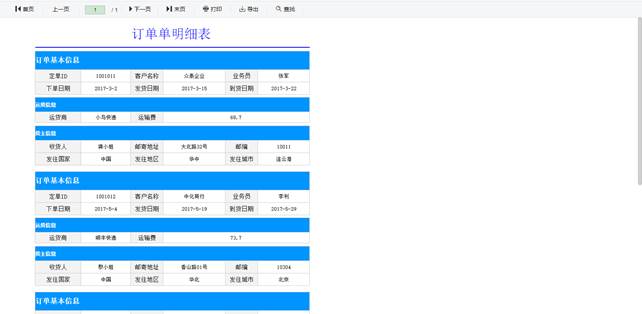 首页 上一页 1 / 1 下一页 末页 打印 导出 查找
订单单明细表
订单基本信息
定单ID 1001011 客户名称 众惠企业 业务员 张军
下单日期 2017-3-2 发货日期 2017-3-15 到货日期 2017-3-22
运货信息
运货商 小鸟快递 运输费 68.7
货主信息
收货人 谢小姐 邮寄地址 大北路32号 邮编 10011
发往国家 中国 发往地区 华中 发往城市 连云港
订单基本信息
定单ID 1001012 客户名称 中化商行 业务员 李利
下单日期 2017-5-4 发货日期 2017-5-19 到货日期 2017-5-29
运货信息
运货商 顺丰快递 运输费 73.7
货主信息
收货人 黎小姐 邮寄地址 香山路01号 邮编 10304
发往国家 中国 发往地区 华北 发往城市 北京
订单基本信息